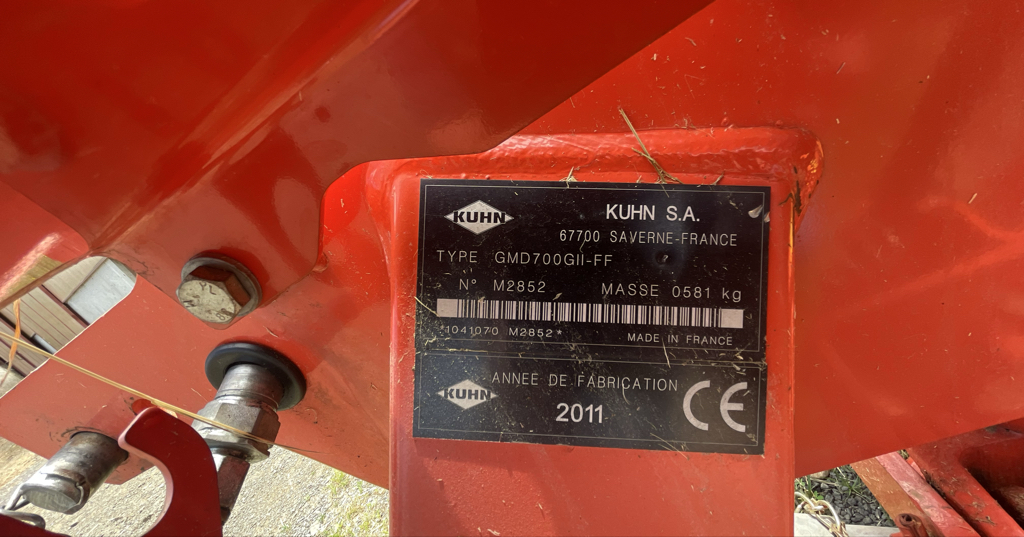 KUHN
KUHN S.A.
67700 SAVERNE-FRANCE
TYPE GMD700GII-FF
N° M2852 MASSE 0581 kg
*1041070 M2852*
MADE IN FRANCE
KUHN
ANNEE DE FABRICATION
2011
CE